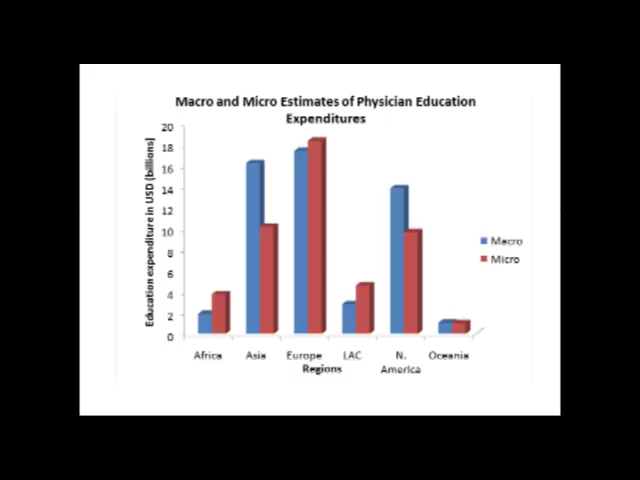 Macro and Micro Estimates of Physician Education
Expenditures
Education expenditure in USD (billions)
20
18
16
14
12
10
8
6
4
2
0
Macro
Micro
Africa Asia Europe LAC N. Oceania
America
Regions